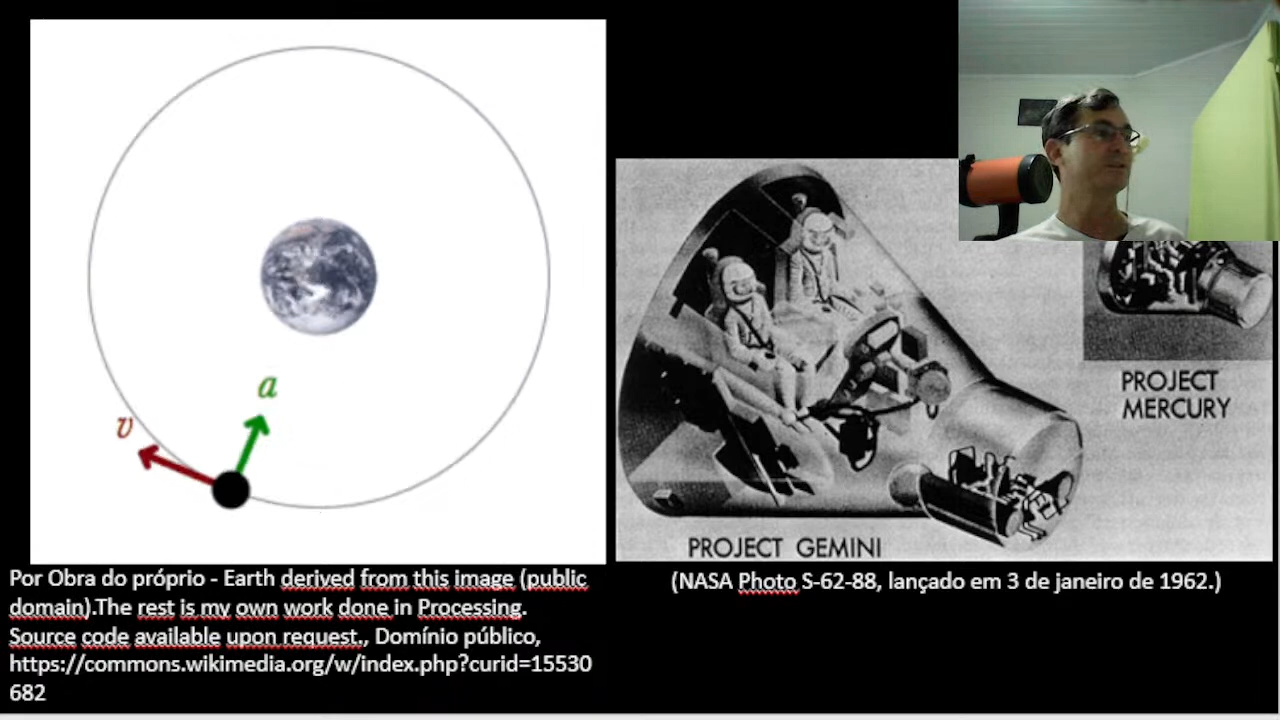 a
v
Por Obra do próprio - Earth derived from this image (public
domain).The rest is my own work done in Processing.
Source code available upon request., Domínio público,
https://commons.wikimedia.org/w/index.php?curid=15530
682
PROJECT
MERCURY
PROJECT GEMINI
(NASA Photo S-62-88, lançado em 3 de janeiro de 1962.)